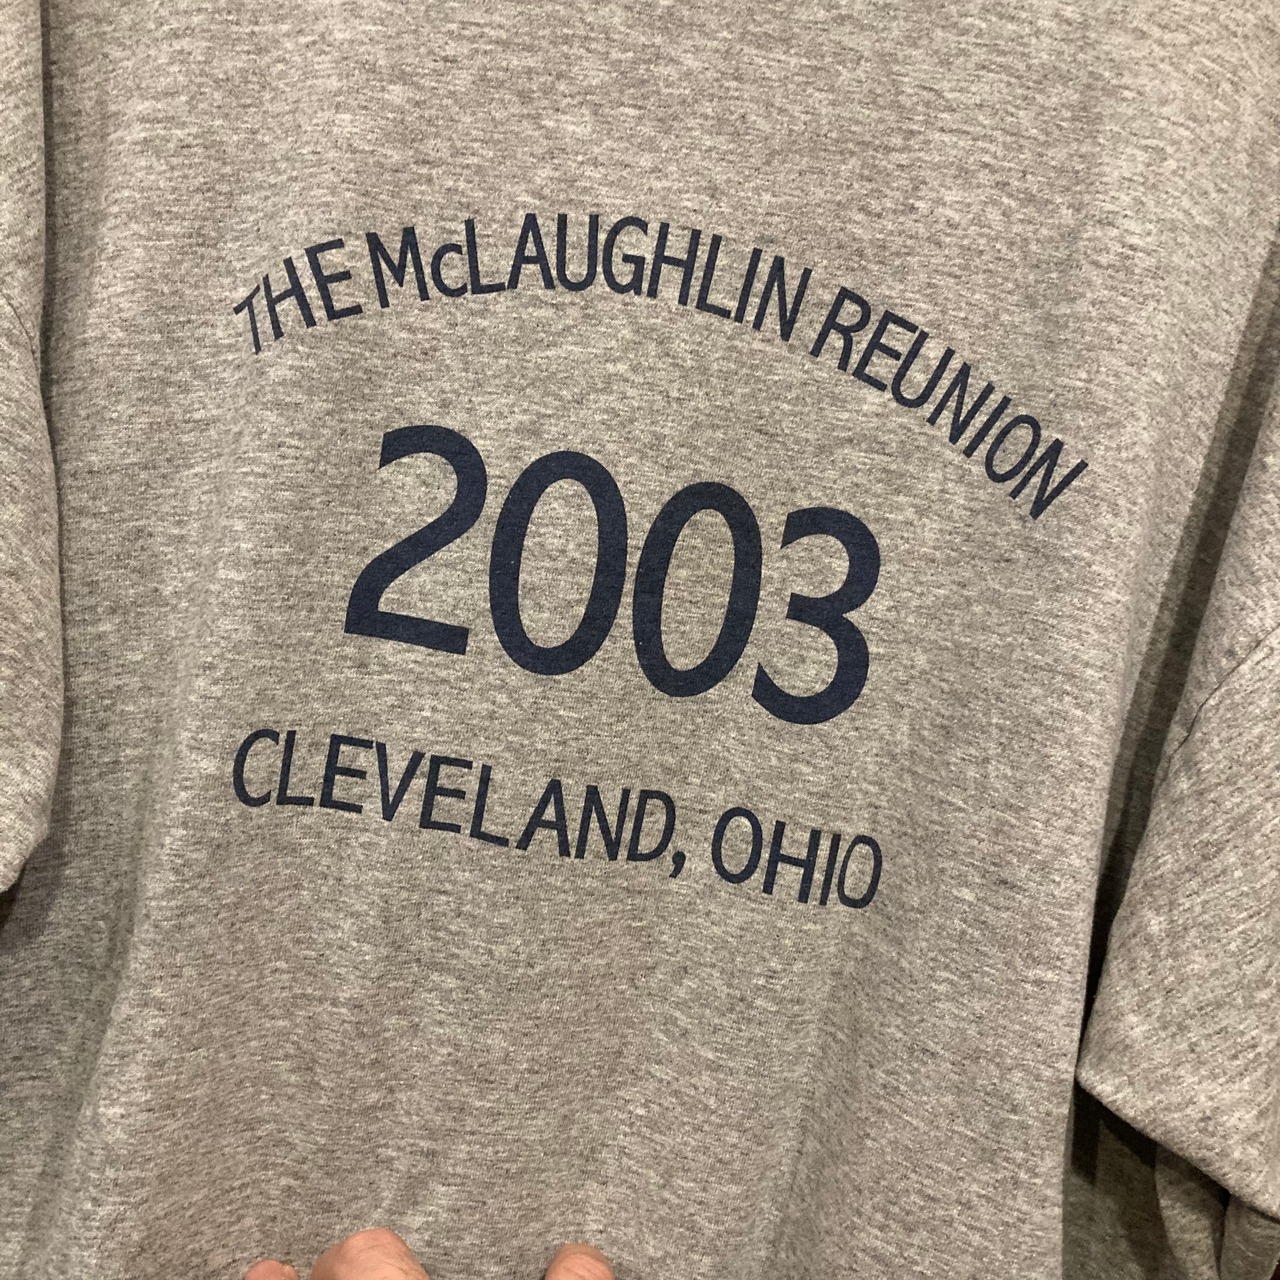 THE McLAUGHLIN REUNION
2003
CLEVELAND, OHIO